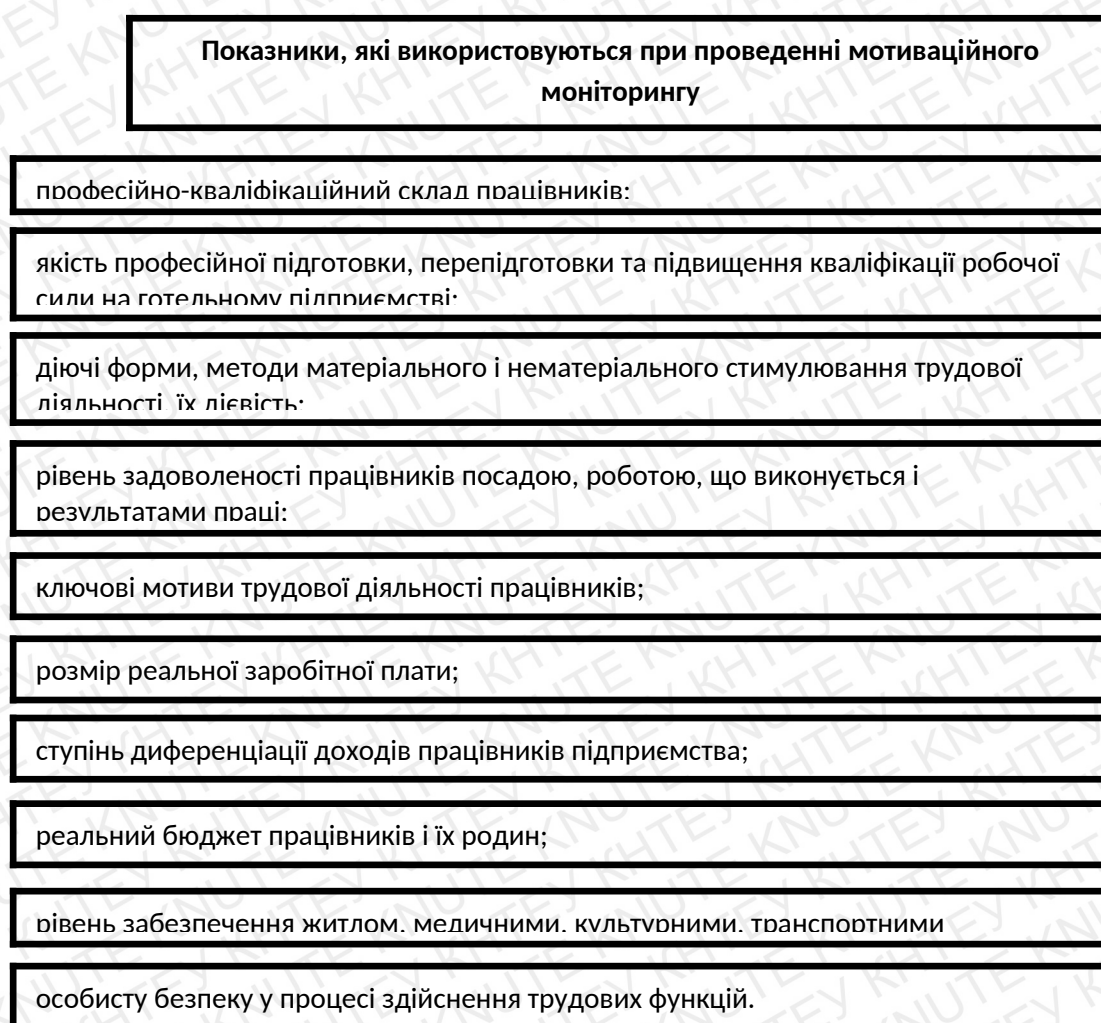 Показники, які використовуються при проведенні мотиваційного
моніторингу
професійно-кваліфікаційний склад працівників;
якість професійної підготовки, перепідготовки та підвищення кваліфікації робочої
сили на готельному підприємстві;
діючі форми, методи матеріального і нематеріального стимулювання трудової
діяльності, їх дієвість;
рівень задоволеності працівників посадою, роботою, що виконується і
результатами праці;
ключові мотиви трудової діяльності працівників;
розмір реальної заробітної плати;
ступінь диференціації доходів працівників підприємства;
реальний бюджет працівників і їх родин;
рівень забезпечення житлом, медичними, культурними, транспортними
особисту безпеку у процесі здійснення трудових функцій.